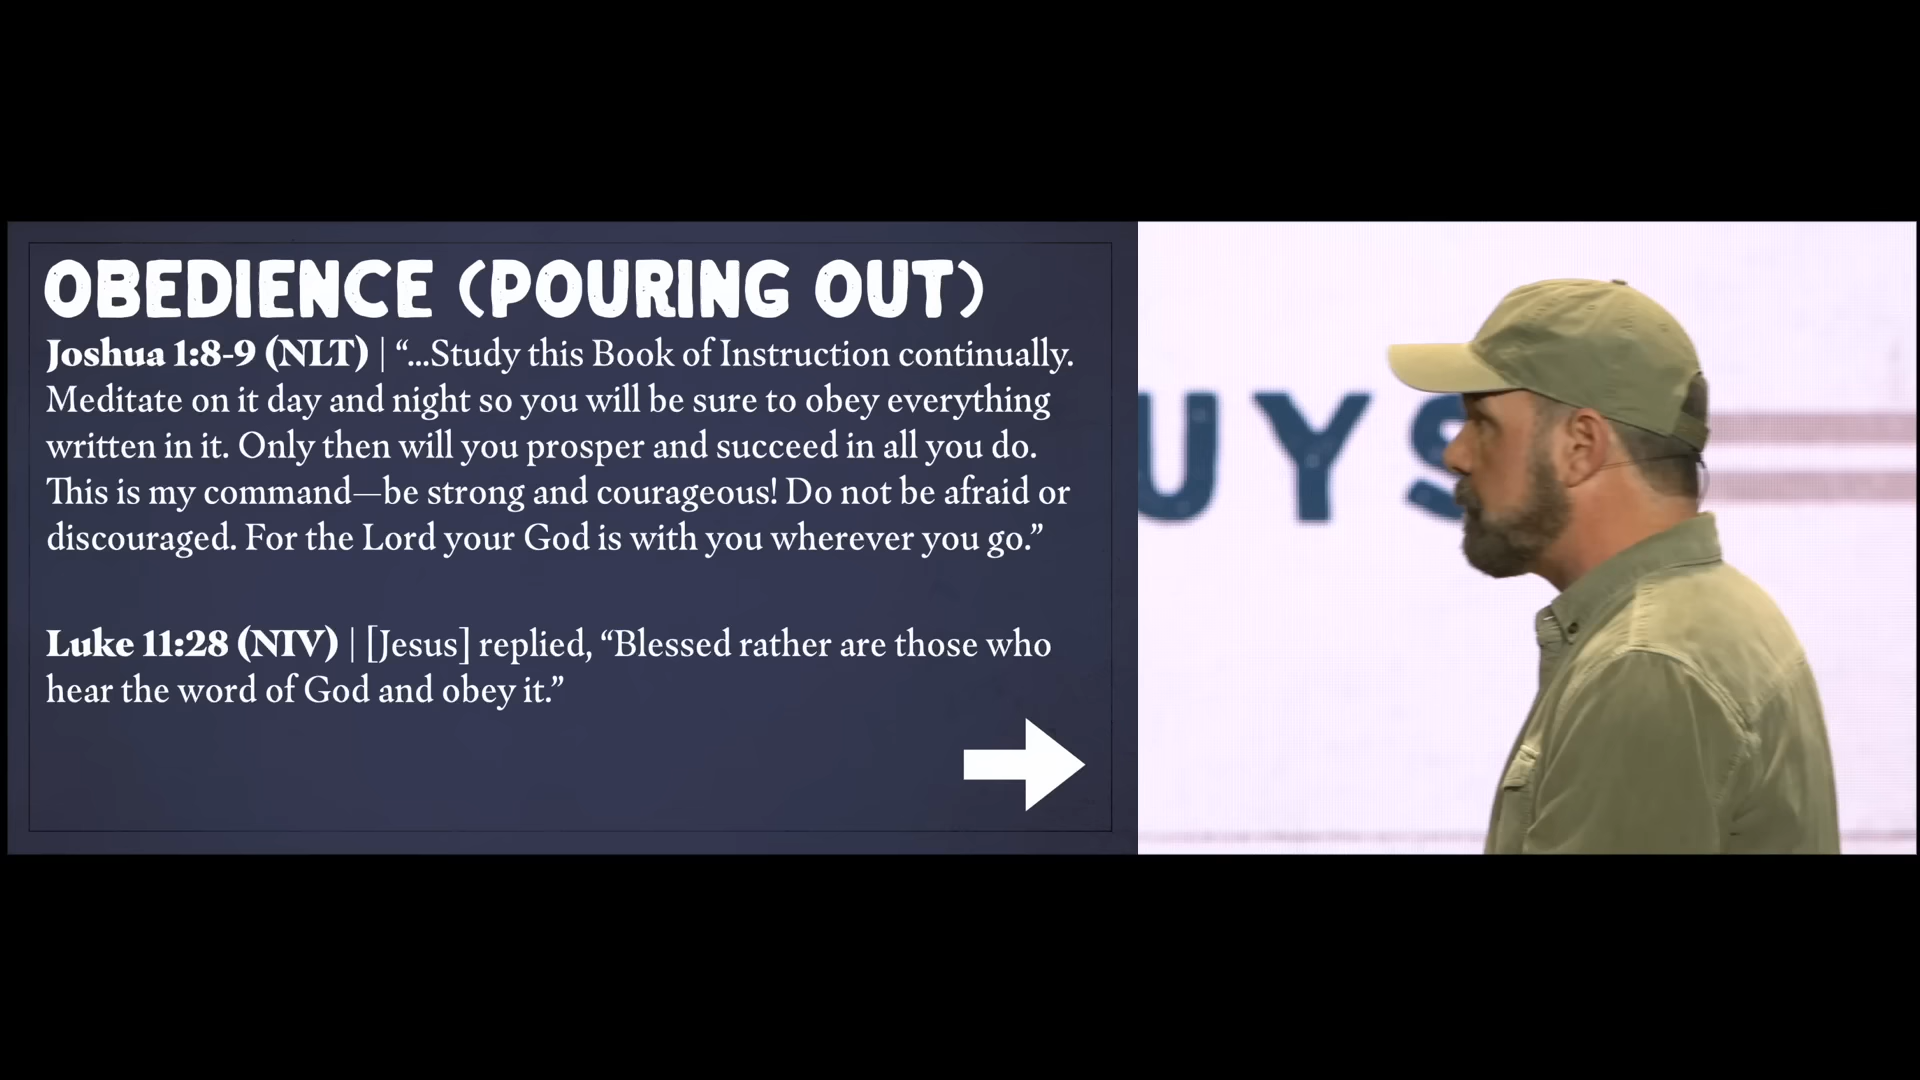 OBEDIENCE (POURING OUT)
Joshua 1:8-9 (NLT) | “...Study this Book of Instruction continually.
Meditate on it day and night so you will be sure to obey everything
written in it. Only then will you prosper and succeed in all you do.
This is my command—be strong and courageous! Do not be afraid or
discouraged. For the Lord your God is with you wherever you go.”
Luke 11:28 (NIV) | [Jesus] replied, “Blessed rather are those who
hear the word of God and obey it.”
UYS